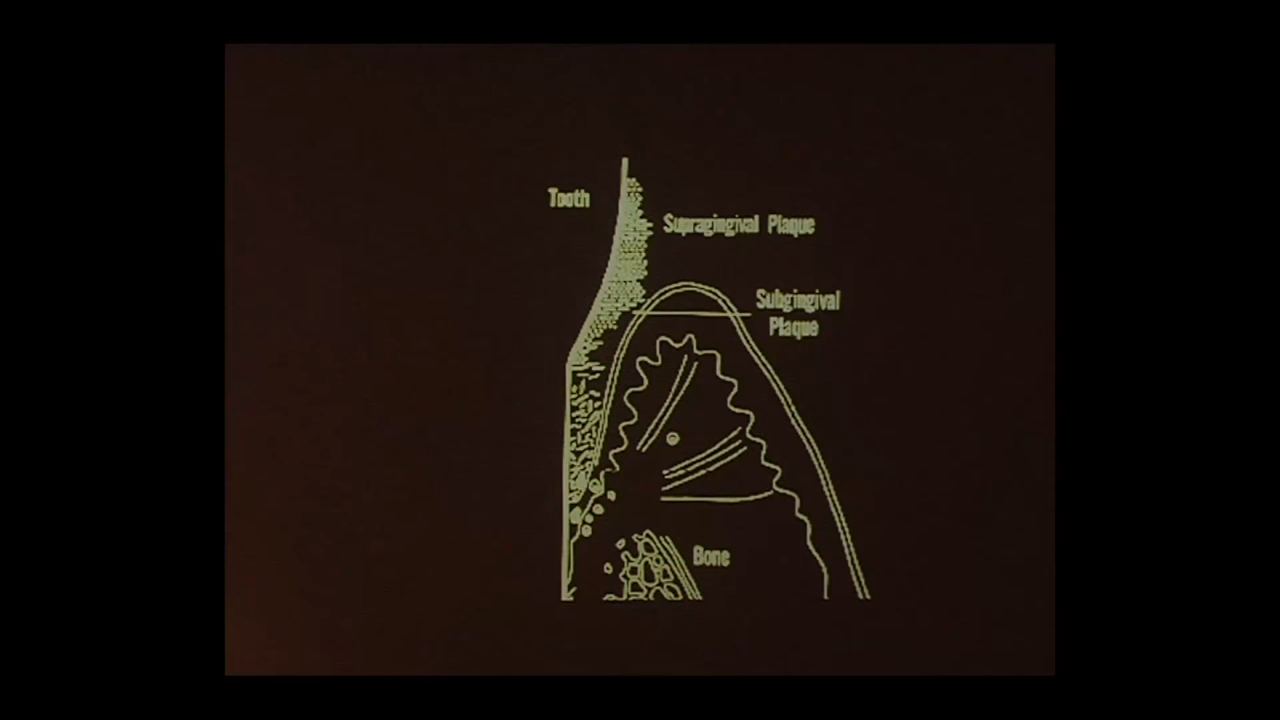 Tooth
Supragingival Plaque
Subgingival
Plaque
Bone